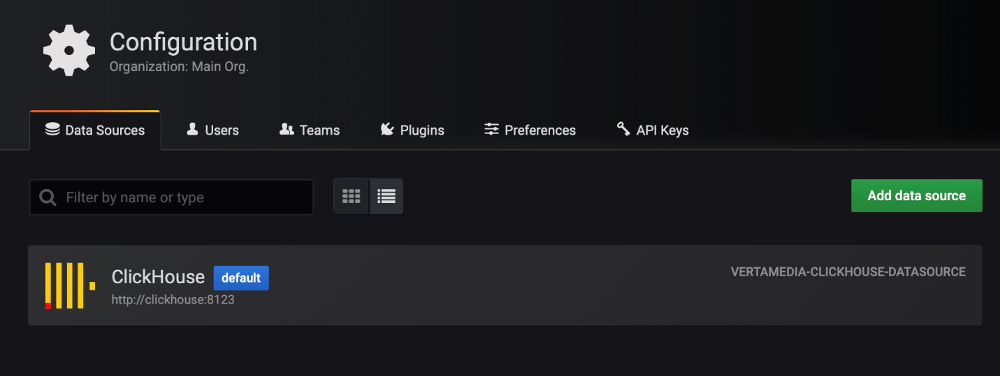 Configuration
Organization: Main Org.
Data Sources Users Teams Plugins Preferences API Keys
Filter by name or type
Add data source
ClickHouse default
VERTAMEDIA-CLICKHOUSE-DATASOURCE
http://clickhouse:8123